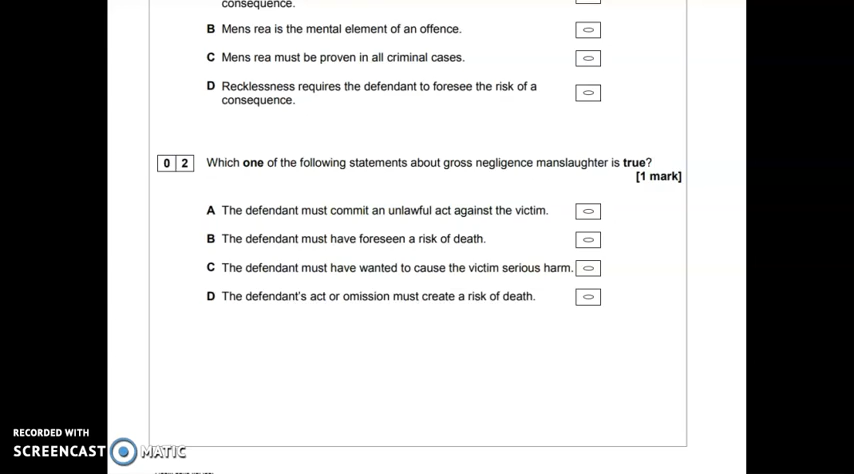 consequence.
B Mens rea is the mental element of an offence.
C Mens rea must be proven in all criminal cases.
D Recklessness requires the defendant to foresee the risk of a
consequence.
0 2 Which one of the following statements about gross negligence manslaughter is true?
[1 mark]
A The defendant must commit an unlawful act against the victim.
B The defendant must have foreseen a risk of death.
C The defendant must have wanted to cause the victim serious harm.
D The defendant's act or omission must create a risk of death.
RECORDED WITH
SCREENCAST MATIC